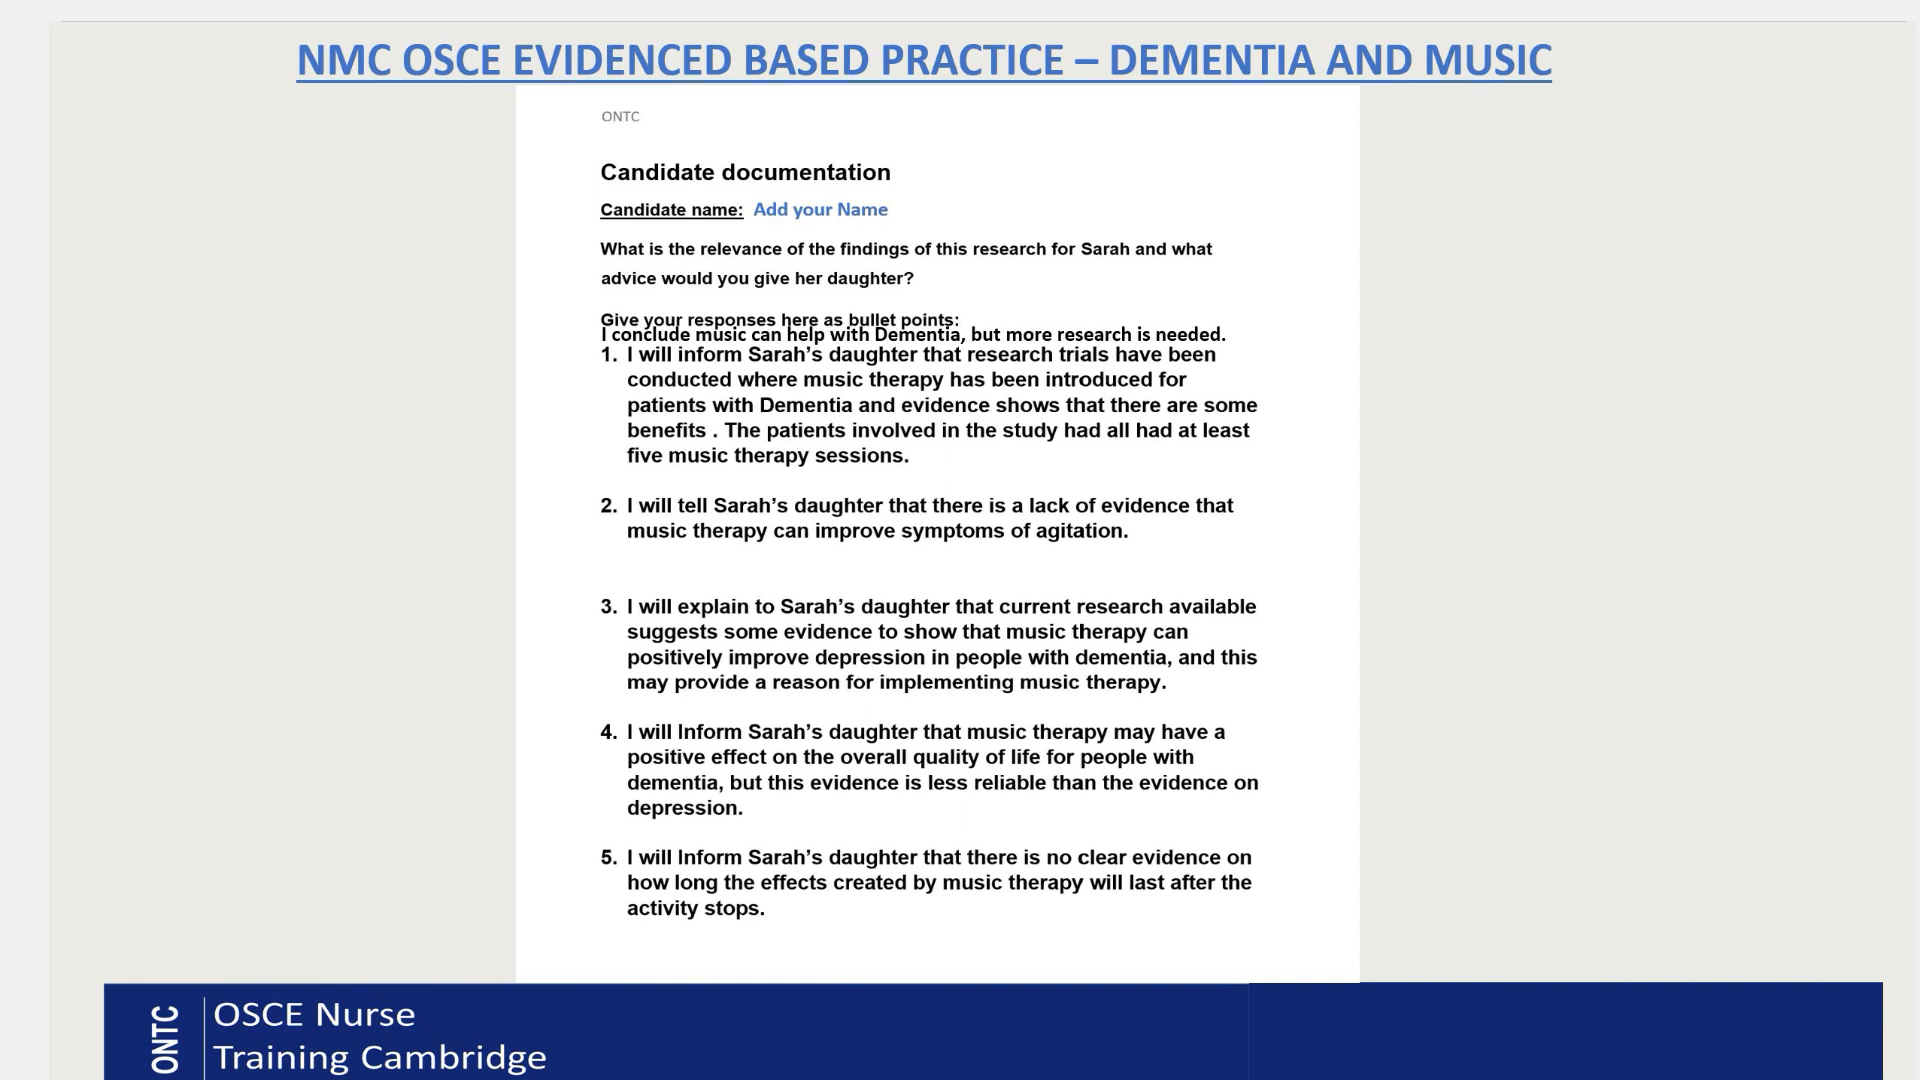 NMC OSCE EVIDENCED BASED PRACTICE – DEMENTIA AND MUSIC
ONTC
Candidate documentation
Candidate name: Add your Name
What is the relevance of the findings of this research for Sarah and what
advice would you give her daughter?
Give your responses here as bullet points:
I conclude music can help with Dementia, but more research is needed.
1. I will inform Sarah’s daughter that research trials have been
conducted where music therapy has been introduced for
patients with Dementia and evidence shows that there are some
benefits . The patients involved in the study had all had at least
five music therapy sessions.
2. I will tell Sarah’s daughter that there is a lack of evidence that
music therapy can improve symptoms of agitation.
3. I will explain to Sarah’s daughter that current research available
suggests some evidence to show that music therapy can
positively improve depression in people with dementia, and this
may provide a reason for implementing music therapy.
4. I will Inform Sarah’s daughter that music therapy may have a
positive effect on the overall quality of life for people with
dementia, but this evidence is less reliable than the evidence on
depression.
5. I will Inform Sarah’s daughter that there is no clear evidence on
how long the effects created by music therapy will last after the
activity stops.
ONTC
OSCE Nurse
Training Cambridge